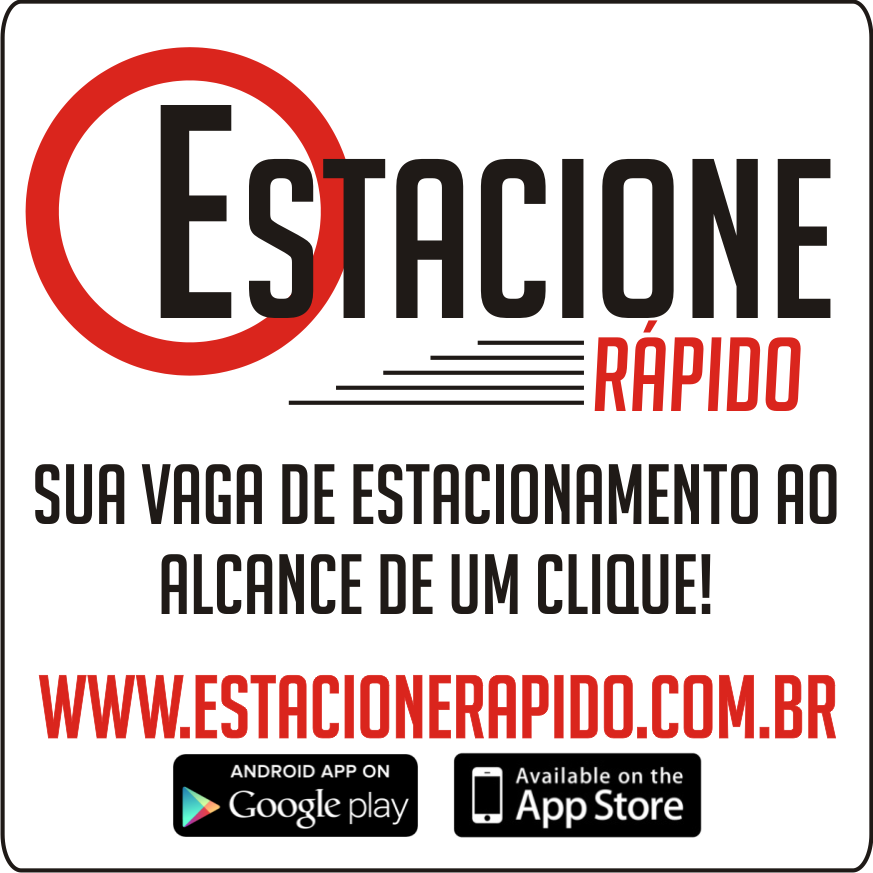 ESTACIONE
RÁPIDO
SUA VAGA DE ESTACIONAMENTO AO
ALCANCE DE UM CLIQUE!
WWW.ESTACIONERAPIDO.COM.BR
ANDROID APP ON
Google play
Available on the
App Store